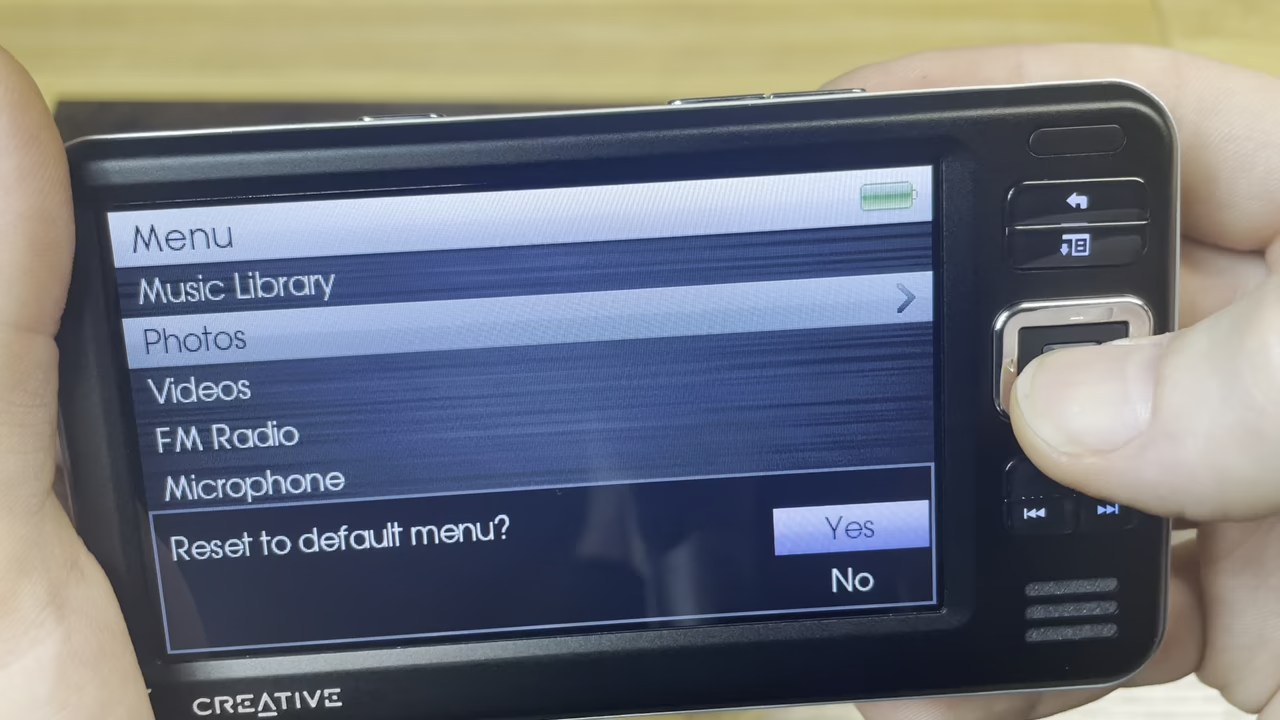 Menu
Music Library
Photos
Videos
FM Radio
Microphone
Reset to default menu?
Yes
No
CREATIVE